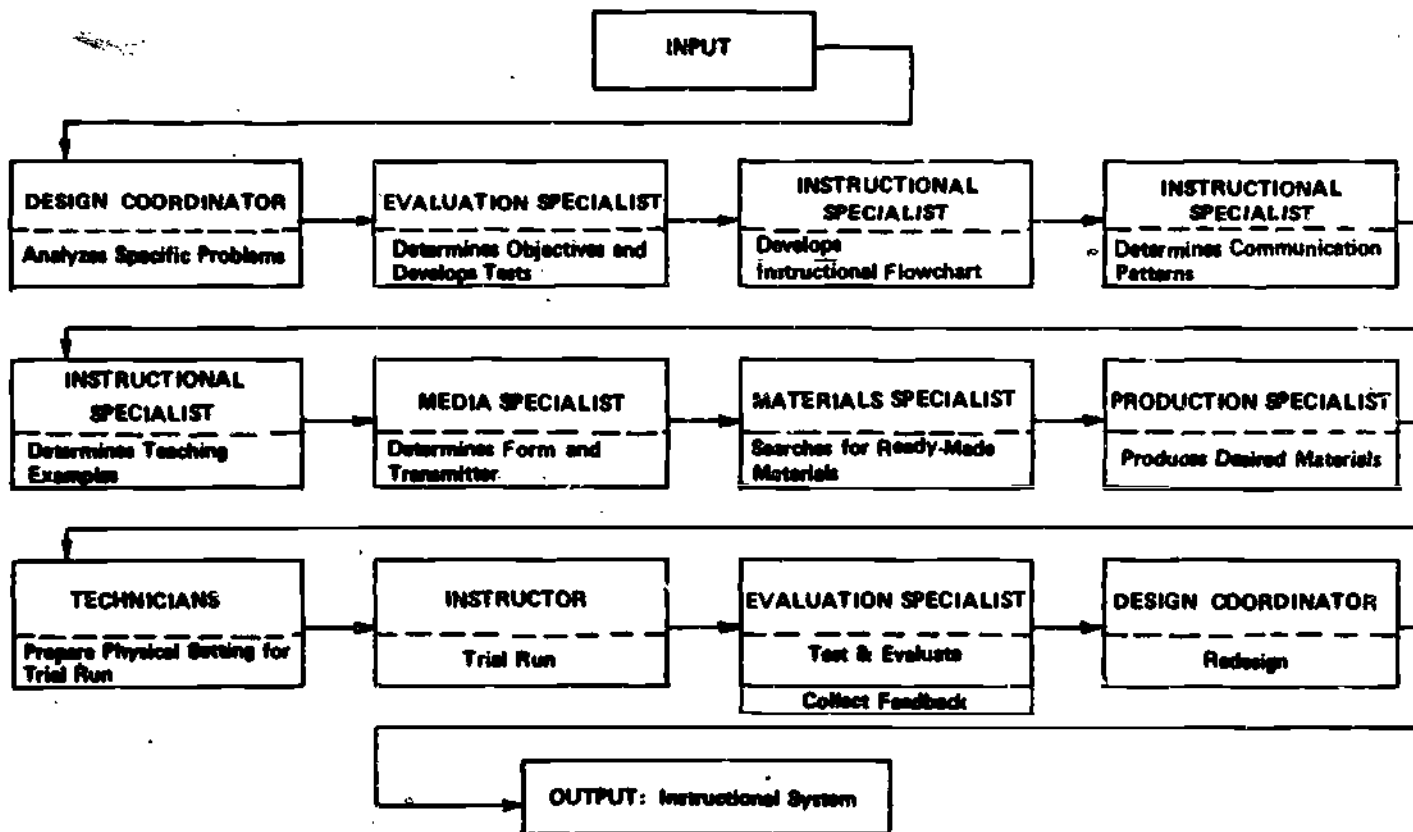 INPUT
DESIGN COORDINATOR
Analyzes Specific Problems
EVALUATION SPECIALIST
Determines Objectives and
Develops Tests
INSTRUCTIONAL
SPECIALIST
Develops
Instructional Flowchart
INSTRUCTIONAL
SPECIALIST
Determines Communication
Patterns
INSTRUCTIONAL
SPECIALIST
Determines Teaching
Examples
MEDIA SPECIALIST
Determines Form and
Transmitter
MATERIALS SPECIALIST
Searches for Ready-Made
Materials
PRODUCTION SPECIALIST
Produces Desired Materials
TECHNICIANS
Prepare Physical Setting for
Trial Run
INSTRUCTOR
Trial Run
EVALUATION SPECIALIST
Test & Evaluate
Collect Feedback
DESIGN COORDINATOR
Redesign
OUTPUT: Instructional System